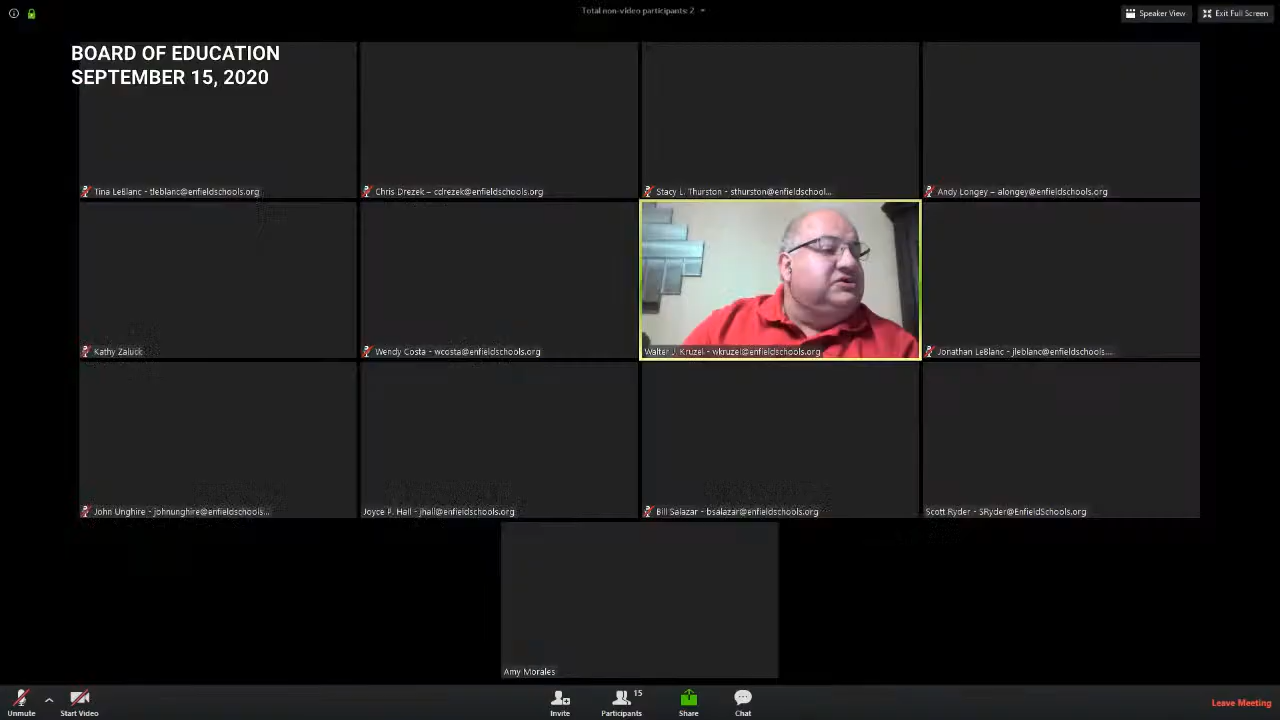 Total non-video participants: 2
Speaker View
Exit Full Screen
BOARD OF EDUCATION
SEPTEMBER 15, 2020
Tina LeBlanc - tleblanc@enfieldschools.org
Chris Drezek – cdrezek@enfieldschools.org
Stacy L. Thurston - sthurston@enfieldschool...
Andy Longey – alongey@enfieldschools.org
Kathy Zalucki
Wendy Costa - wcosta@enfieldschools.org
Walter J. Kruzel - wkruzel@enfieldschools.org
Jonathan LeBlanc - jleblanc@enfieldschools...
John Unghire - johnunghire@enfieldschools...
Joyce P. Hall - jhall@enfieldschools.org
Bill Salazar - bsalazar@enfieldschools.org
Scott Ryder - SRyder@EnfieldSchools.org
Amy Morales
Unmute
Start Video
Invite
15
Participants
Share
Chat
Leave Meeting